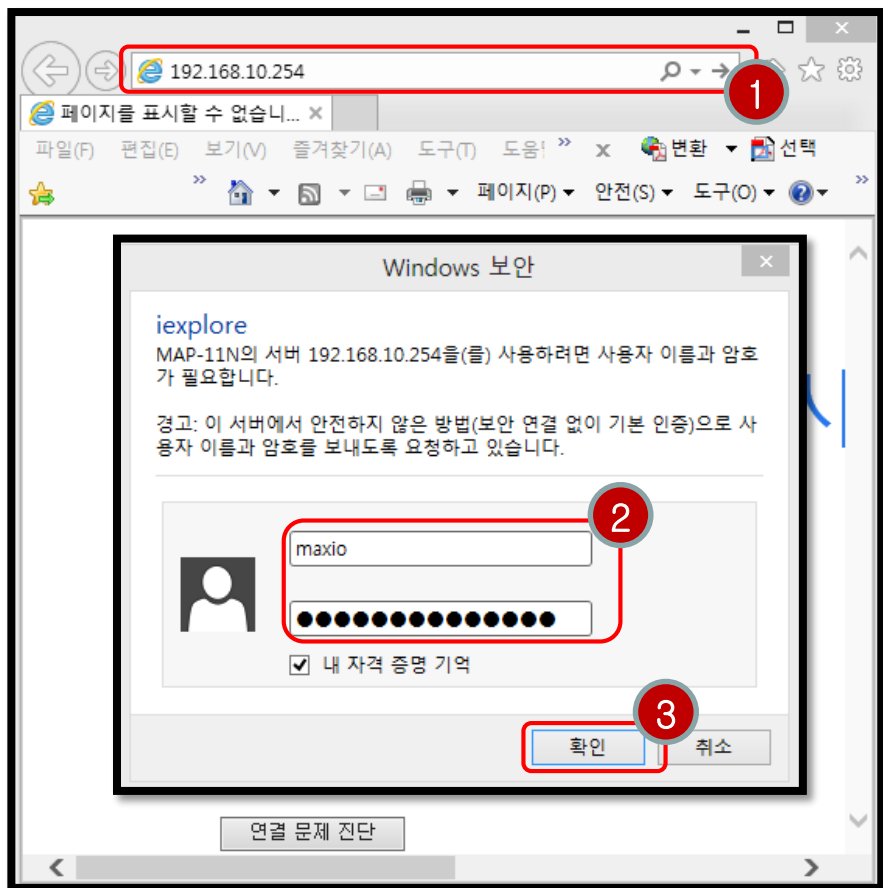 192.168.10.254
1
페이지를 표시할 수 없습니...
파일(F) 편집(E) 보기(V) 즐겨찾기(A) 도구(T) 도움 » x 변환 선택
» 페이지(P) 안전(S) 도구(O) »
Windows 보안
iexplore
MAP-11N의 서버 192.168.10.254을(를) 사용하려면 사용자 이름과 암호
가 필요합니다.
경고: 이 서버에서 안전하지 않은 방법(보안 연결 없이 기본 인증)으로 사
용자 이름과 암호를 보내도록 요청하고 있습니다.
2
maxio
●●●●●●●●●●●●●●
내 자격 증명 기억
3
확인 취소
연결 문제 진단